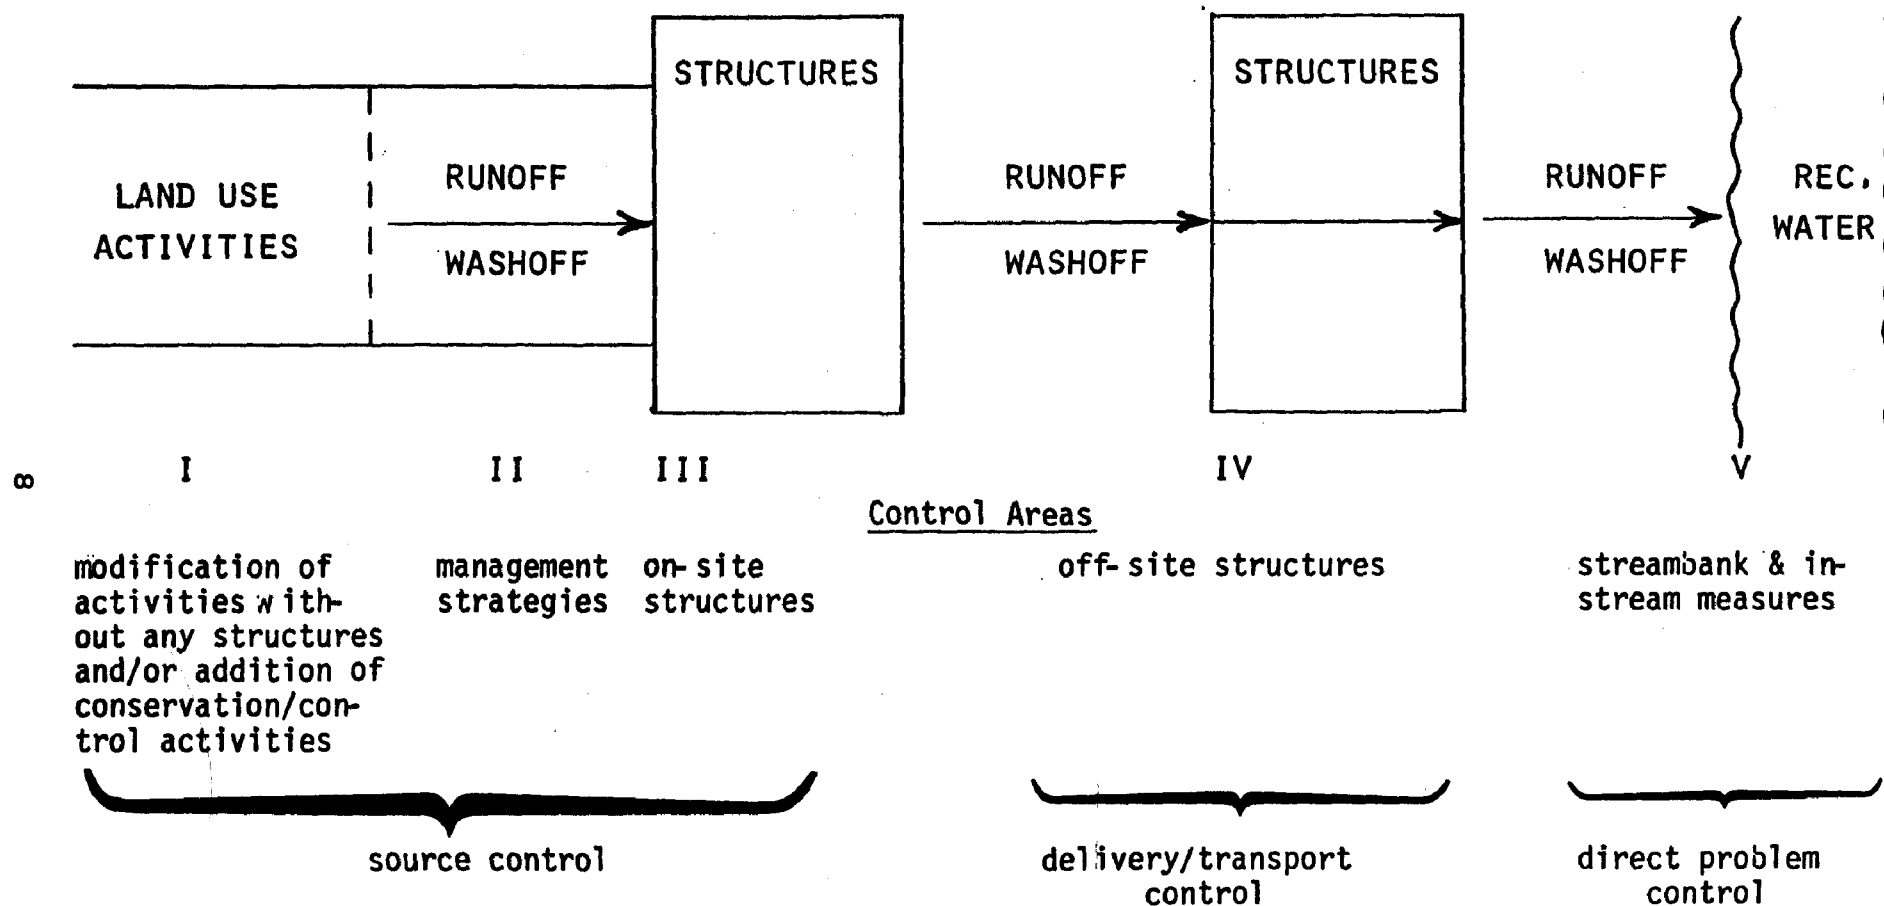 STRUCTURES
STRUCTURES
LAND USE
ACTIVITIES
RUNOFF
WASHOFF
RUNOFF
WASHOFF
RUNOFF
WASHOFF
REC.
WATER
I II III IV V
8
Control Areas
modification of
activities with-
out any structures
and/or addition of
conservation/con-
trol activities
management
strategies
on-site
structures
off-site structures
streambank & in-
stream measures
source control
delivery/transport
control
direct problem
control